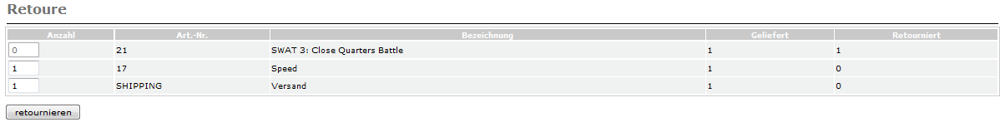 Retoure
Anzahl Art.-Nr. Bezeichnung Geliefert Retourniert
0 21 SWAT 3: Close Quarters Battle 1 1
1 17 Speed 1 0
1 SHIPPING Versand 1 0
retournieren